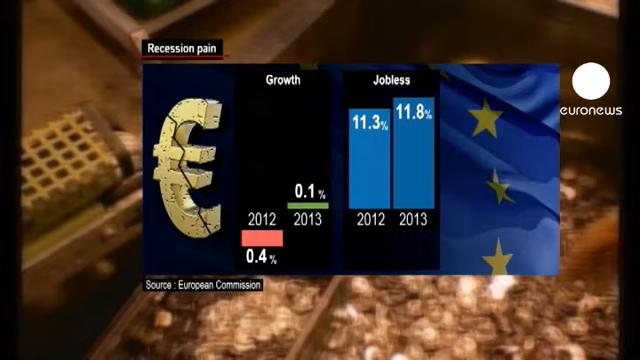 Recession pain
Growth
Jobless
euronews
11.3%
11.8%
0.1 %
2012
2013
2012
2013
0.4 %
Source : European Commission